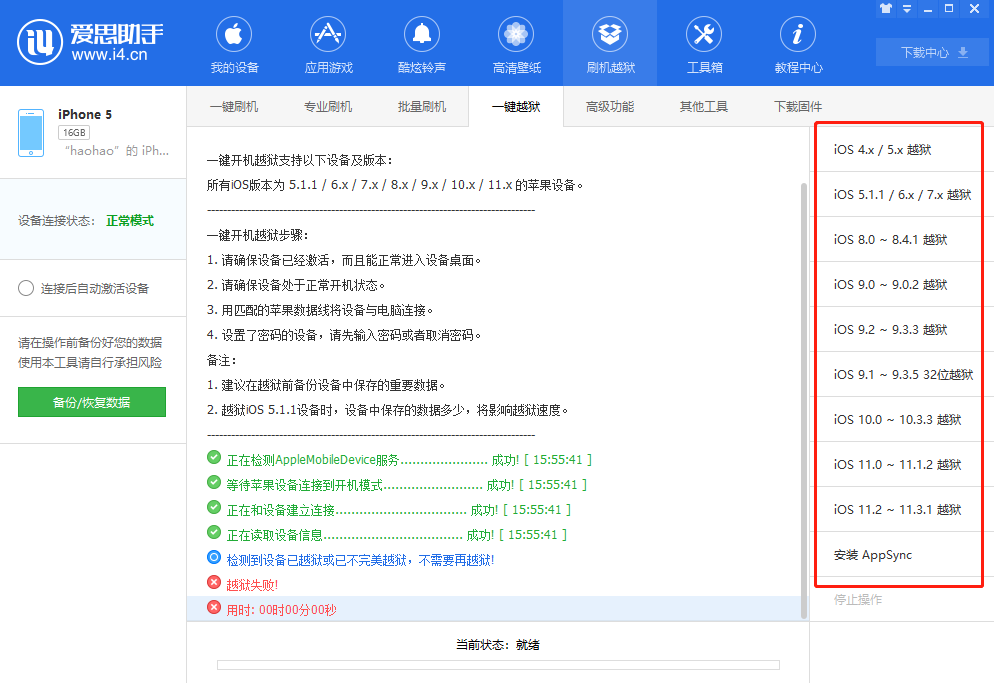 爱思助手
www.i4.cn
我的设备
应用游戏
酷炫铃声
高清壁纸
刷机越狱
工具箱
教程中心
下载中心
iPhone 5
16GB
“haohao”的 iPh...
设备连接状态: 正常模式
连接后自动激活设备
请在操作前备份好您的数据
使用本工具请自行承担风险
备份/恢复数据
一键刷机
专业刷机
批量刷机
一键越狱
高级功能
其他工具
下载固件
一键开机越狱支持以下设备及版本:
所有iOS版本为 5.1.1 / 6.x / 7.x / 8.x / 9.x / 10.x / 11.x 的苹果设备。
----------------------------------------------------------------------------------
一键开机越狱步骤:
1. 请确保设备已经激活，而且能正常进入设备桌面。
2. 请确保设备处于正常开机状态。
3. 用匹配的苹果数据线将设备与电脑连接。
4. 设置了密码的设备，请先输入密码或者取消密码。
备注:
1. 建议在越狱前备份设备中保存的重要数据。
2. 越狱iOS 5.1.1设备时，设备中保存的数据多少，将影响越狱速度。
----------------------------------------------------------------------------------
正在检测AppleMobileDevice服务...................... 成功! [ 15:55:41 ]
等待苹果设备连接到开机模式......................... 成功! [ 15:55:41 ]
正在和设备建立连接................................. 成功! [ 15:55:41 ]
正在读取设备信息................................... 成功! [ 15:55:41 ]
检测到设备已越狱或已不完美越狱，不需要再越狱!
越狱失败!
用时: 00时00分00秒
当前状态: 就绪
iOS 4.x / 5.x 越狱
iOS 5.1.1 / 6.x / 7.x 越狱
iOS 8.0 ~ 8.4.1 越狱
iOS 9.0 ~ 9.0.2 越狱
iOS 9.2 ~ 9.3.3 越狱
iOS 9.1 ~ 9.3.5 32位越狱
iOS 10.0 ~ 10.3.3 越狱
iOS 11.0 ~ 11.1.2 越狱
iOS 11.2 ~ 11.3.1 越狱
安装 AppSync
停止操作